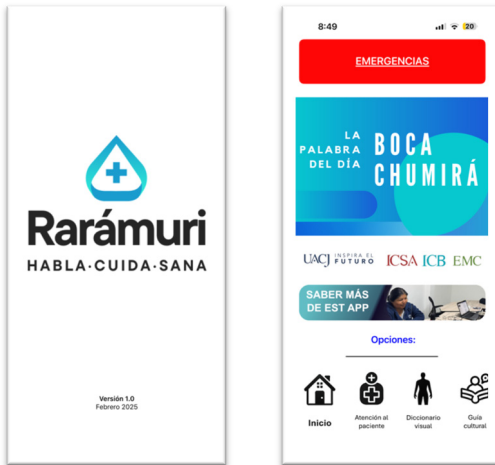 Rarámuri
HABLA·CUIDA·SANA
Versión 1.0
Febrero 2025
8:49
20
EMERGENCIAS
LA
PALABRA
DEL DÍA
BOCA
CHUMIRÁ
UACJ
INSPIRA EL
FUTURO
ICSA ICB EMC
SABER MÁS
DE EST APP
Opciones:
Inicio
Atención al
paciente
Diccionario
visual
Guía
cultural